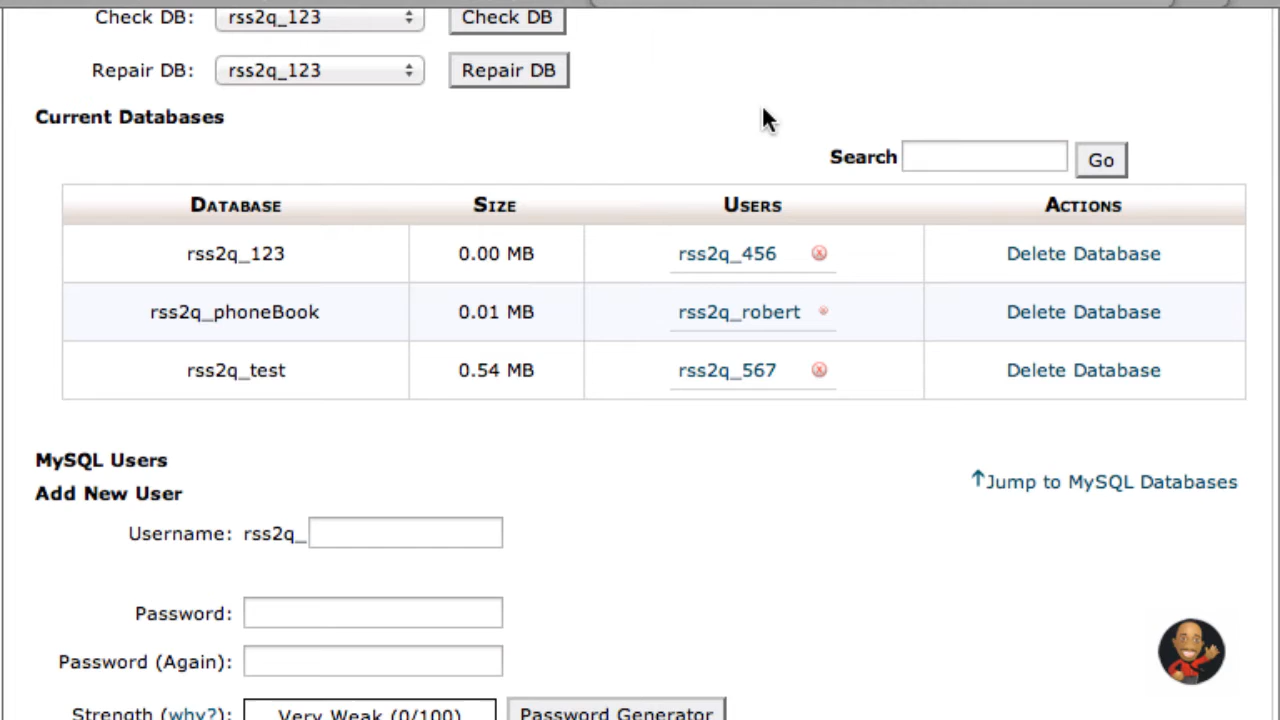 Check DB: rss2q_123 Check DB
Repair DB: rss2q_123 Repair DB
Current Databases
Search Go
Database Size Users Actions
rss2q_123 0.00 MB rss2q_456 Delete Database
rss2q_phoneBook 0.01 MB rss2q_robert Delete Database
rss2q_test 0.54 MB rss2q_567 Delete Database
MySQL Users
↑Jump to MySQL Databases
Add New User
Username: rss2q_
Password:
Password (Again):
Strength (why?): Very Weak (0/100) Password Generator